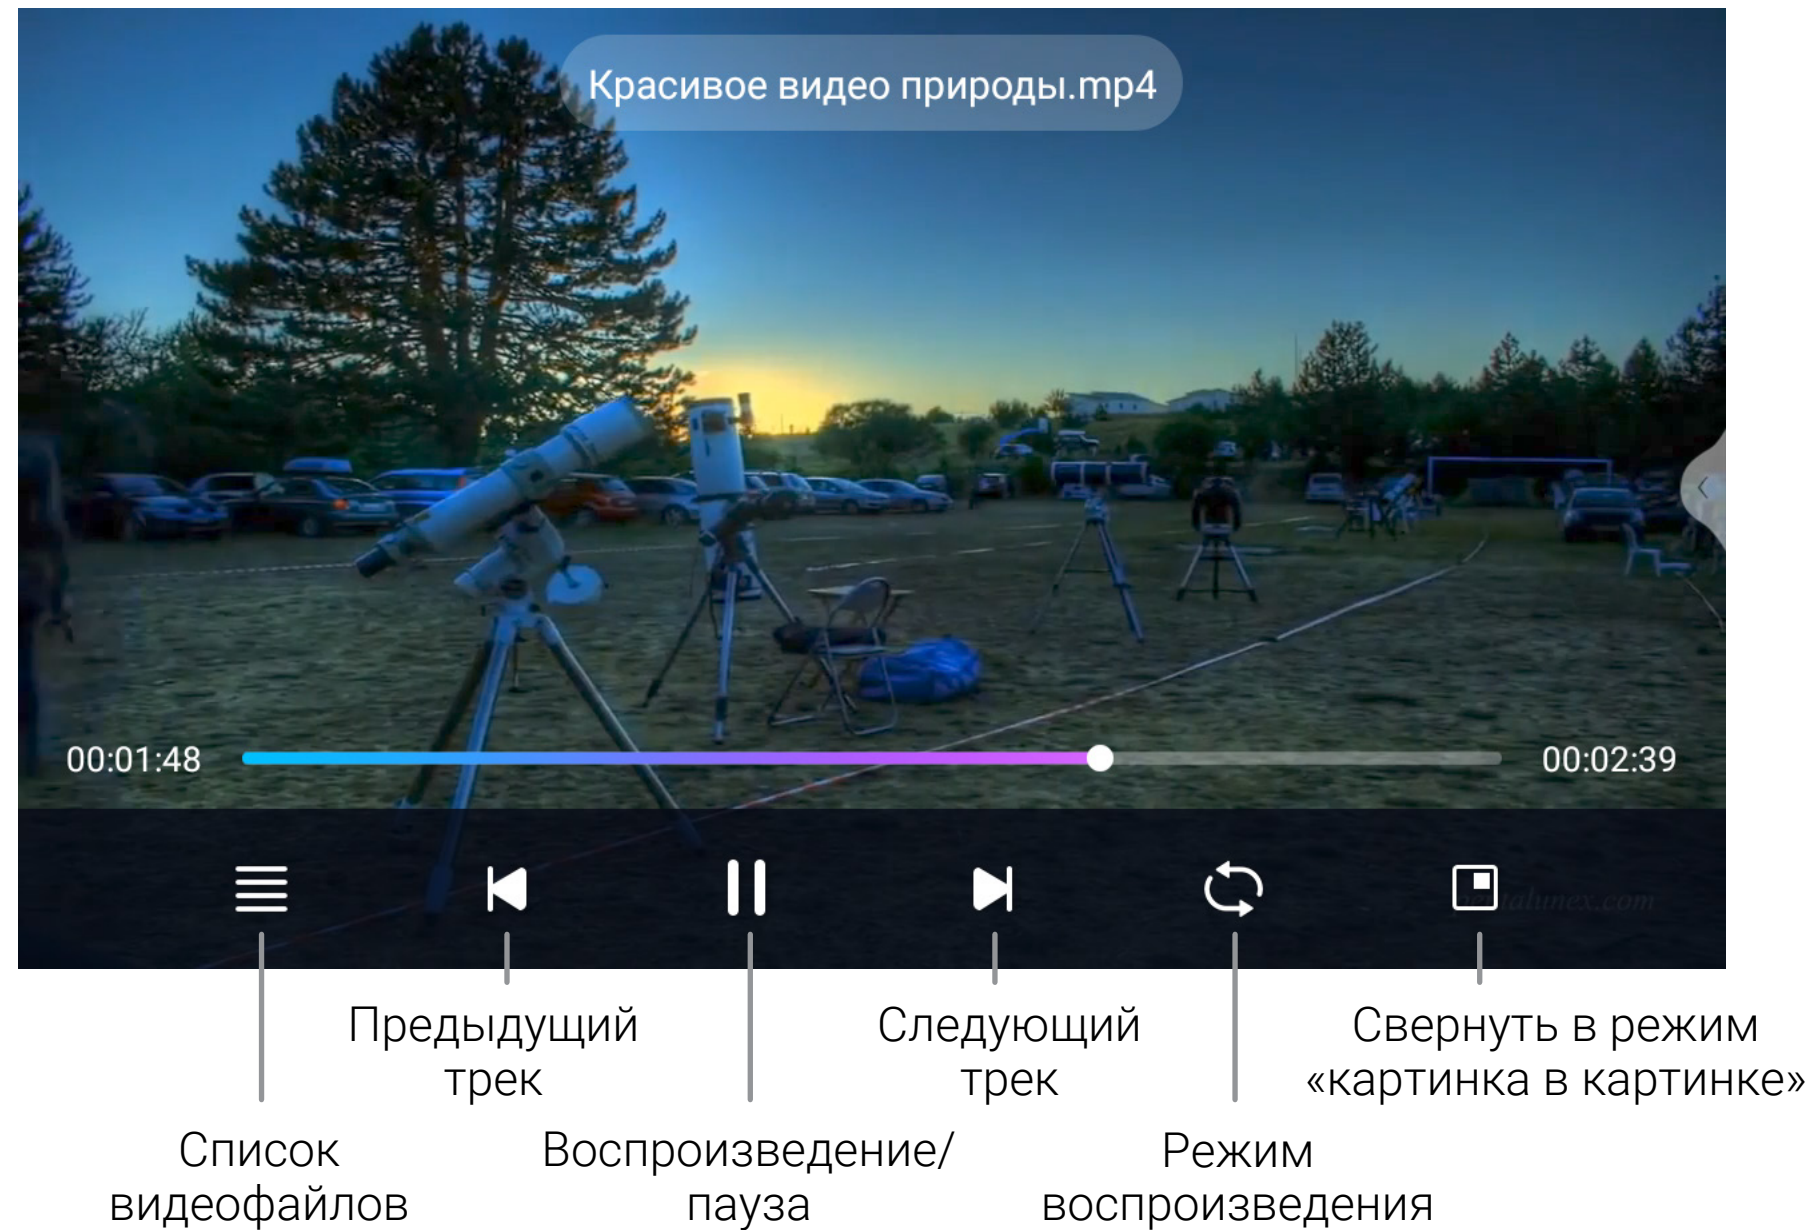 Красивое видео природы.mp4
00:01:48
00:02:39
Предыдущий
трек
Следующий
трек
Свернуть в режим
«картинка в картинке»
Список
видеофайлов
Воспроизведение/
пауза
Режим
воспроизведения